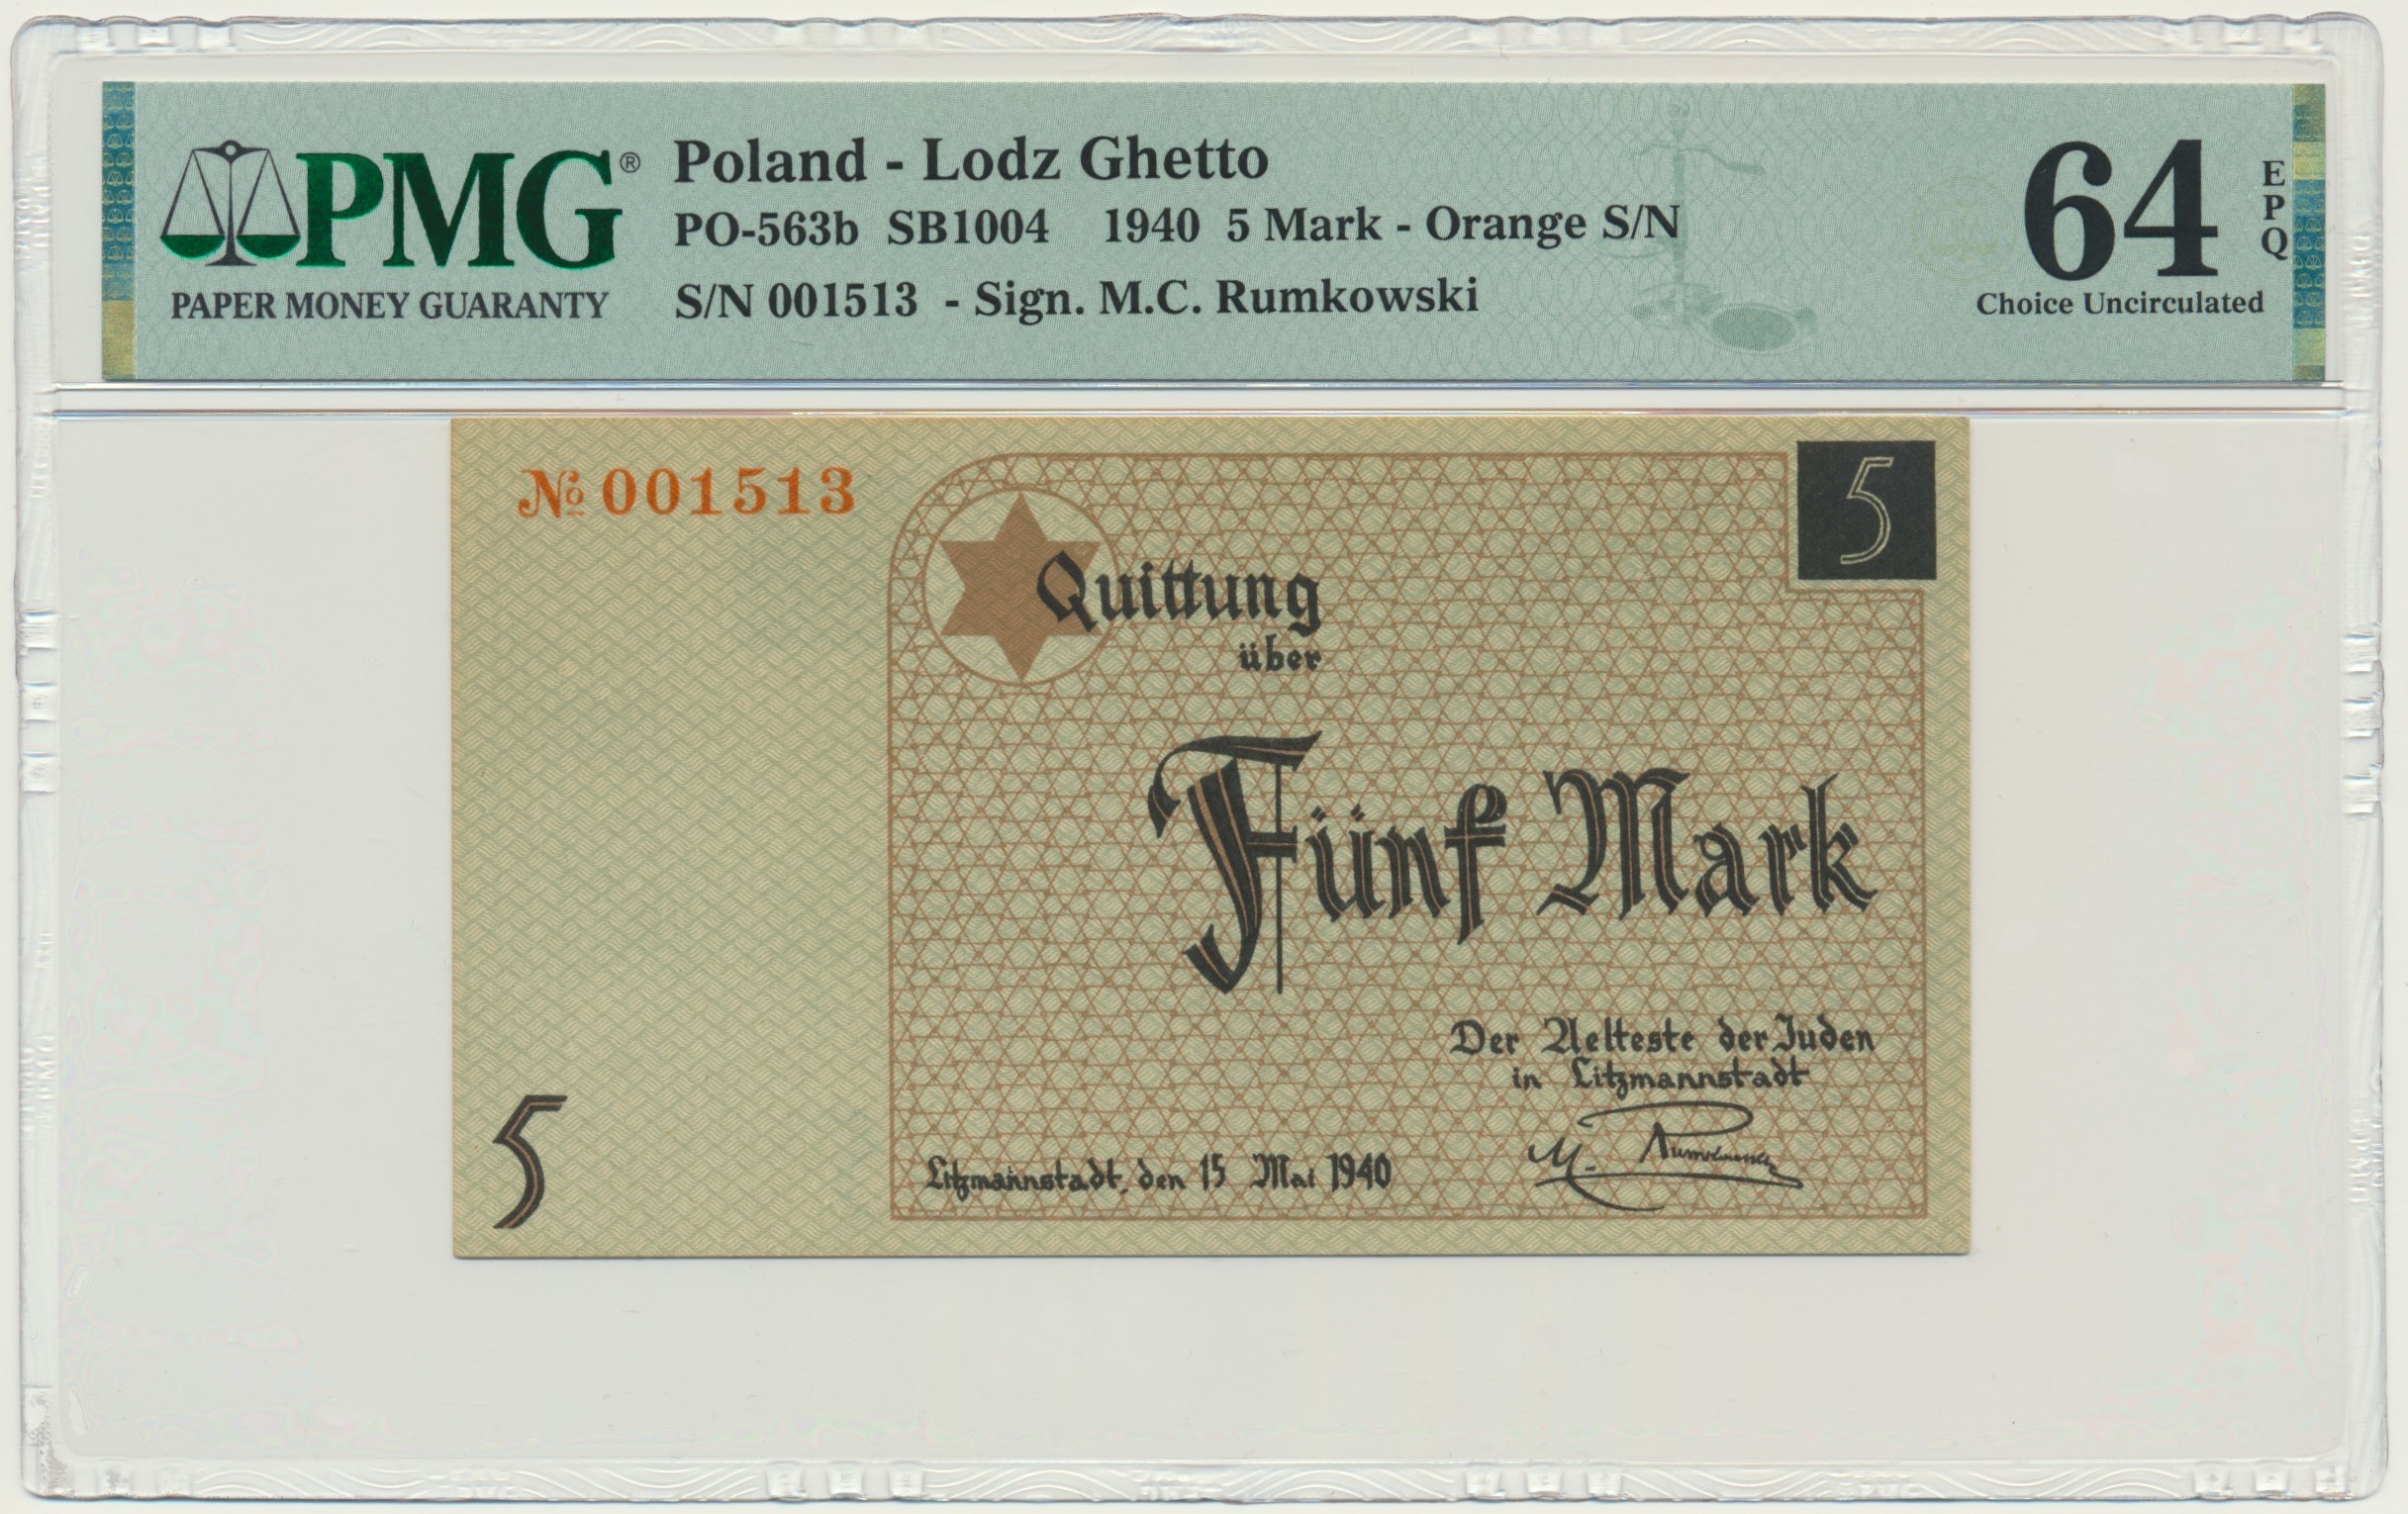 PMG®
PAPER MONEY GUARANTY
Poland - Lodz Ghetto
PO-563b SB1004 1940 5 Mark - Orange S/N
S/N 001513 - Sign. M.C. Rumkowski
64
EPQ
Choice Uncirculated
№ 001513
5
Quittung
über
Fünf Mark
Der Aelteste der Juden
in Litzmannstadt
5
Litzmannstadt, den 15 Mai 1940
M. Rumkowski